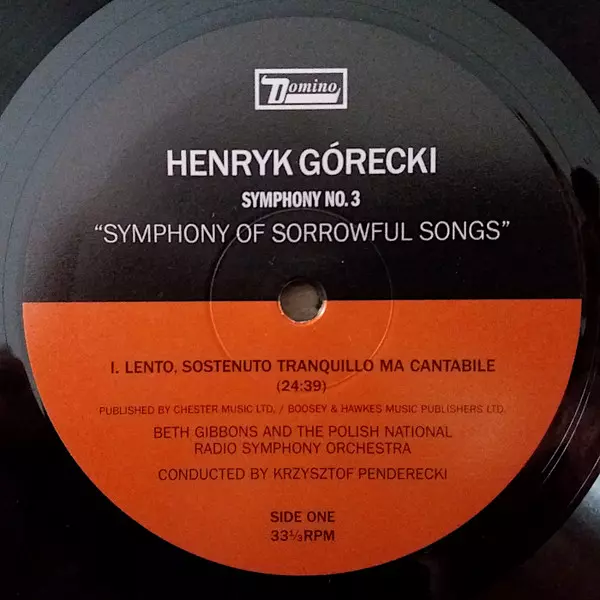 Domino
HENRYK GÓRECKI
SYMPHONY NO. 3
“SYMPHONY OF SORROWFUL SONGS”
I. LENTO, SOSTENUTO TRANQUILLO MA CANTABILE
(24:39)
PUBLISHED BY CHESTER MUSIC LTD. / BOOSEY & HAWKES MUSIC PUBLISHERS LTD.
BETH GIBBONS AND THE POLISH NATIONAL
RADIO SYMPHONY ORCHESTRA
CONDUCTED BY KRZYSZTOF PENDERECKI
SIDE ONE
33⅓RPM